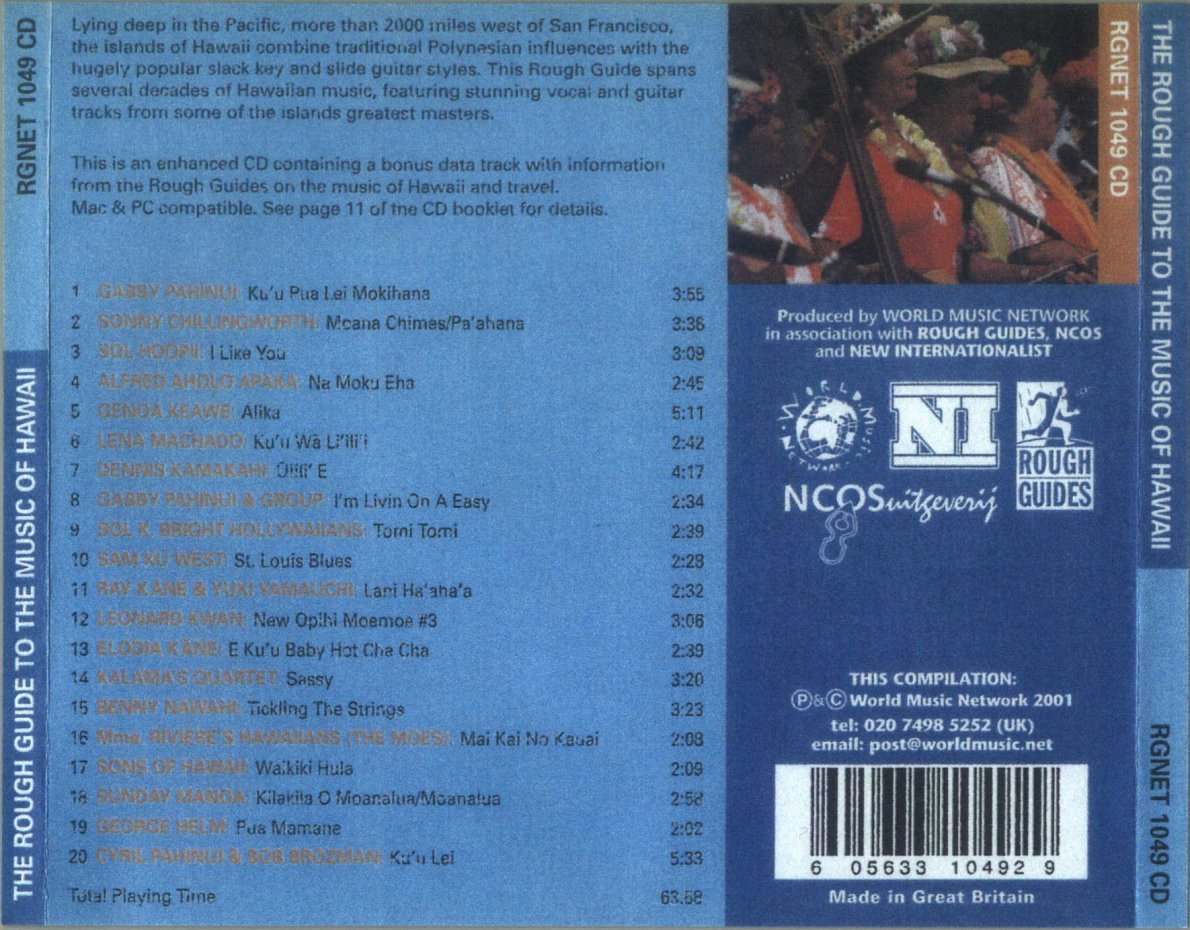 RGNET 1049 CD
THE ROUGH GUIDE TO THE MUSIC OF HAWAII
Lying deep in the Pacific, more than 2000 miles west of San Francisco,
the islands of Hawaii combine traditional Polynesian influences with the
hugely popular slack key and slide guitar styles. This Rough Guide spans
several decades of Hawaiian music, featuring stunning vocal and guitar
tracks from some of the islands greatest masters.
This is an enhanced CD containing a bonus data track with information
from the Rough Guides on the music of Hawaii and travel.
Mac & PC compatible. See page 11 of the CD booklet for details.
1 GABBY PAHINUI: Ku'u Pua Lei Mokihana 3:55
2 SONNY CHILLINGWORTH: Moana Chimes/Pa'ahana 3:36
3 SOL HOOPII: I Like You 3:09
4 ALFRED AHOLO APAKA: Na Moku Eha 2:45
5 GENOA KEAWE: Alika 5:11
6 LENA MACHADO: Ku'u Wā Li'ili'i 2:42
7 DENNIS KAMAKAHI: E 4:17
8 GABBY PAHINUI & GROUP: I'm Livin On A Easy 2:34
9 SOL K. BRIGHT HOLLYWAIIANS: Tomi Tomi 2:39
10 SAM KU WEST: St. Louis Blues 2:28
11 RAY KĀNE & YUKI YAMAUCHI: Lani Ha'aha'a 2:32
12 LEONARD KWAN: New Opihi Moemoe #3 3:06
13 ELODIA KĀNE: E Ku'u Baby Hot Cha Cha 2:39
14 KALAMA'S QUARTET: Sassy 3:20
15 BENNY NAWAHI: Tickling The Strings 3:23
16 Mme. RIVIERE'S HAWAIIANS (THE MOES): Mai Kai No Kauai 2:08
17 SONS OF HAWAII: Waikiki Hula 2:09
18 SUNDAY MANOA: Kilakila O Moanalua/Moanalua 2:58
19 GEORGE HELM: Pua Mamane 2:02
20 CYRIL PAHINUI & BOB BROZMAN: Ku'u Lei 5:33
Total Playing Time 63.58
Produced by WORLD MUSIC NETWORK
in association with ROUGH GUIDES, NCOS
and NEW INTERNATIONALIST
WORLD MUSIC NETWORK
NI
ROUGH
GUIDES
NCOSuitgeverij
THIS COMPILATION:
Ⓟ&© World Music Network 2001
tel: 020 7498 5252 (UK)
email: post@worldmusic.net
6 05633 10492 9
Made in Great Britain
RGNET 1049 CD
THE ROUGH GUIDE TO THE MUSIC OF HAWAII
RGNET 1049 CD